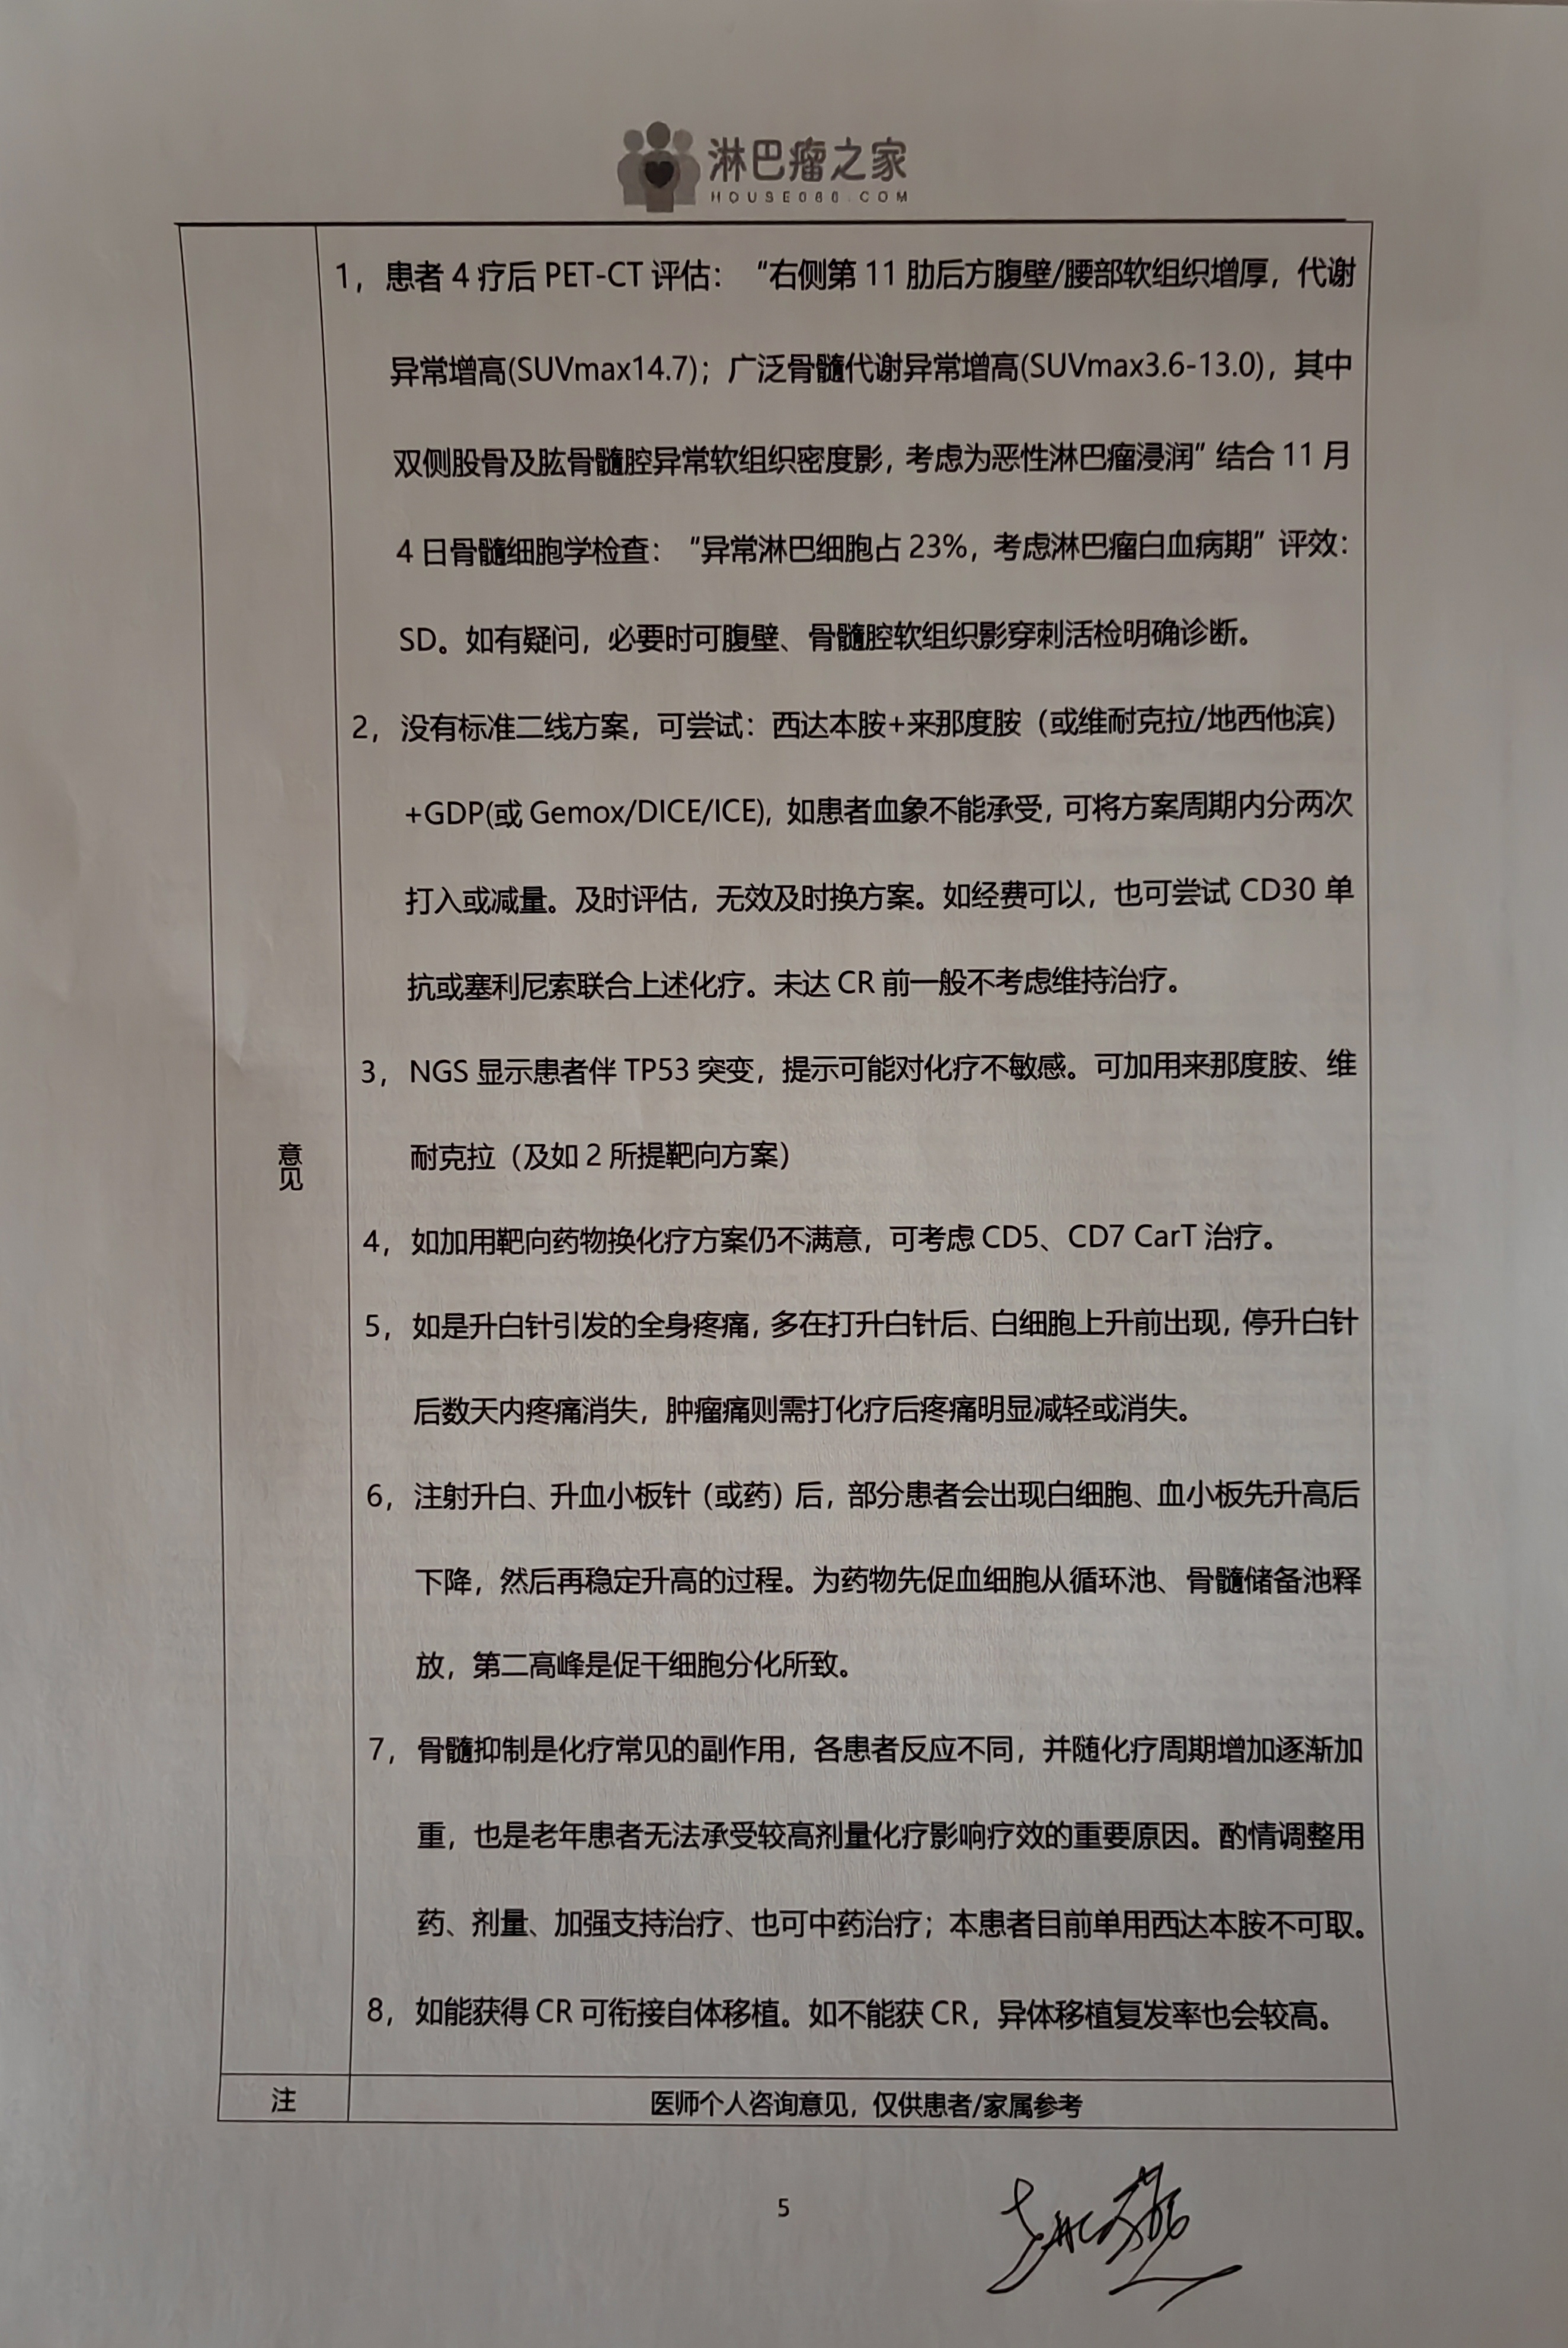 淋巴瘤之家
HOUSE086.COM
1，患者 4 疗后 PET-CT 评估：“右侧第 11 肋后方腹壁/腰部软组织增厚，代谢
异常增高(SUVmax14.7)；广泛骨髓代谢异常增高(SUVmax3.6-13.0)，其中
双侧股骨及肱骨骨髓腔异常软组织密度影，考虑为恶性淋巴瘤浸润”结合 11 月
4 日骨髓细胞学检查：“异常淋巴细胞占 23%，考虑淋巴瘤白血病期”评效：
SD。如有疑问，必要时可腹壁、骨髓腔软组织影穿刺活检明确诊断。
2，没有标准二线方案，可尝试：西达本胺+来那度胺（或维耐克拉/地西他滨）
+GDP(或 Gemox/DICE/ICE)，如患者血象不能承受，可将方案周期内分两次
打入或减量。及时评估，无效及时换方案。如经费可以，也可尝试 CD30 单
抗或塞利尼索联合上述化疗。未达 CR 前一般不考虑维持治疗。
3，NGS 显示患者伴 TP53 突变，提示可能对化疗不敏感。可加用来那度胺、维
耐克拉（及如 2 所提靶向方案）
意见
4，如加用靶向药物换化疗方案仍不满意，可考虑 CD5、CD7 CarT 治疗。
5，如是升白针引发的全身疼痛，多在打升白针后、白细胞上升前出现，停升白针
后数天内疼痛消失，肿瘤痛则需打化疗后疼痛明显减轻或消失。
6，注射升白、升血小板针（或药）后，部分患者会出现白细胞、血小板先升高后
下降，然后再稳定升高的过程。为药物先促血细胞从循环池、骨髓储备池释
放，第二高峰是促干细胞分化所致。
7，骨髓抑制是化疗常见的副作用，各患者反应不同，并随化疗周期增加逐渐加
重，也是老年患者无法承受较高剂量化疗影响疗效的重要原因。酌情调整用
药、剂量、加强支持治疗、也可中药治疗；本患者目前单用西达本胺不可取。
8，如能获得 CR 可衔接自体移植。如不能获 CR，异体移植复发率也会较高。
注 医师个人咨询意见，仅供患者/家属参考
5